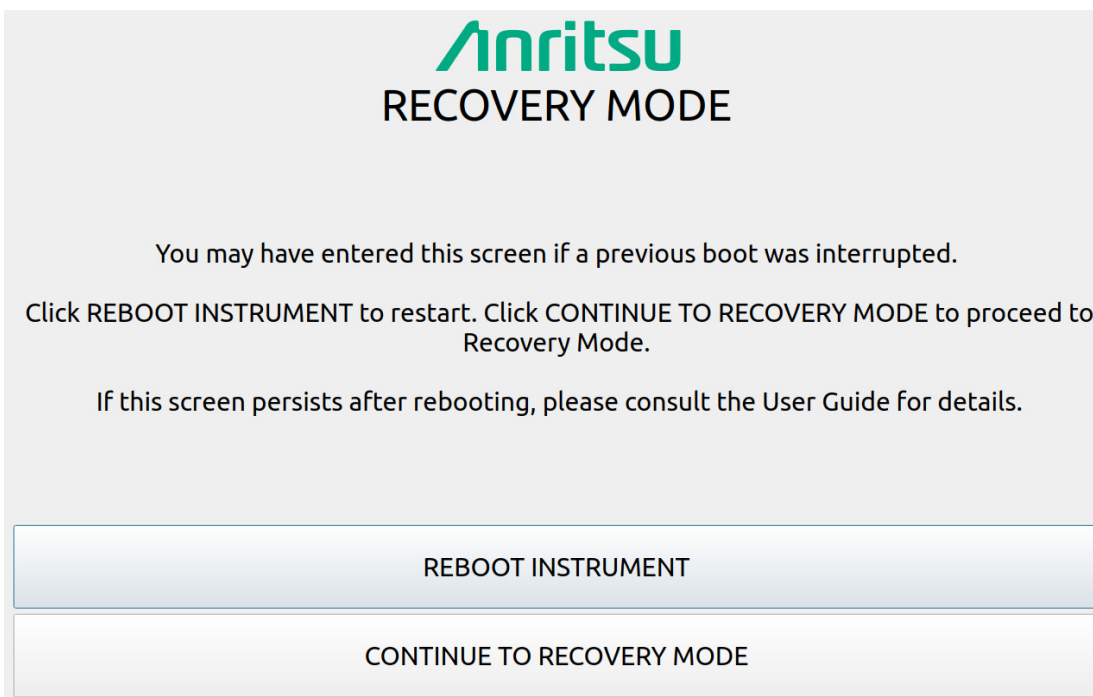 Anritsu
RECOVERY MODE
You may have entered this screen if a previous boot was interrupted.
Click REBOOT INSTRUMENT to restart. Click CONTINUE TO RECOVERY MODE to proceed to
Recovery Mode.
If this screen persists after rebooting, please consult the User Guide for details.
REBOOT INSTRUMENT
CONTINUE TO RECOVERY MODE